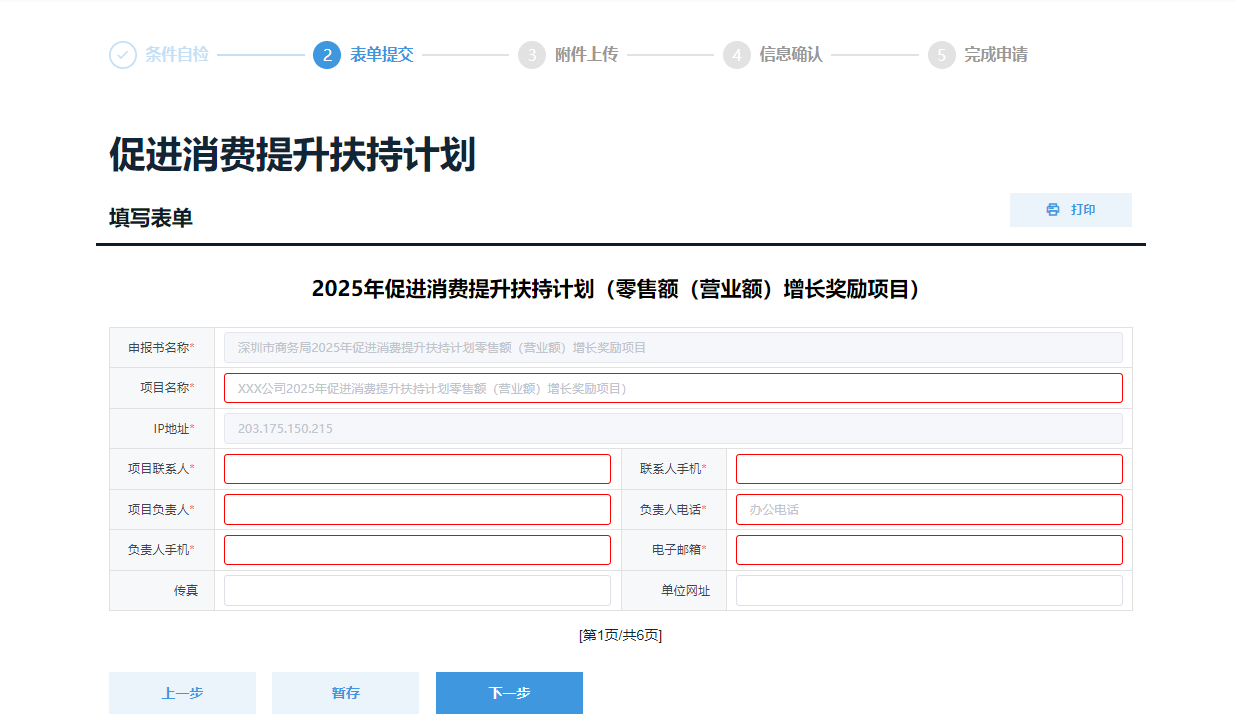 条件自检 2 表单提交 3 附件上传 4 信息确认 5 完成申请
促进消费提升扶持计划
填写表单
打印
2025年促进消费提升扶持计划（零售额（营业额）增长奖励项目）
申报书名称* 深圳市商务局2025年促进消费提升扶持计划零售额（营业额）增长奖励项目
项目名称* XXX公司2025年促进消费提升扶持计划零售额（营业额）增长奖励项目）
IP地址* 203.175.150.215
项目联系人* 联系人手机*
项目负责人* 负责人电话* 办公电话
负责人手机* 电子邮箱*
传真 单位网址
[第1页/共6页]
上一步 暂存 下一步